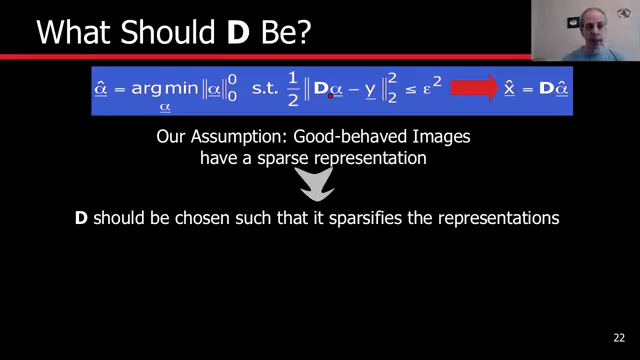 What Should D Be?
α̂ = arg min ‖α‖₀⁰ s.t. 1/2 ‖Dα − y‖₂² ≤ ε² x̂ = Dα̂
α
Our Assumption: Good-behaved Images
have a sparse representation
D should be chosen such that it sparsifies the representations
22